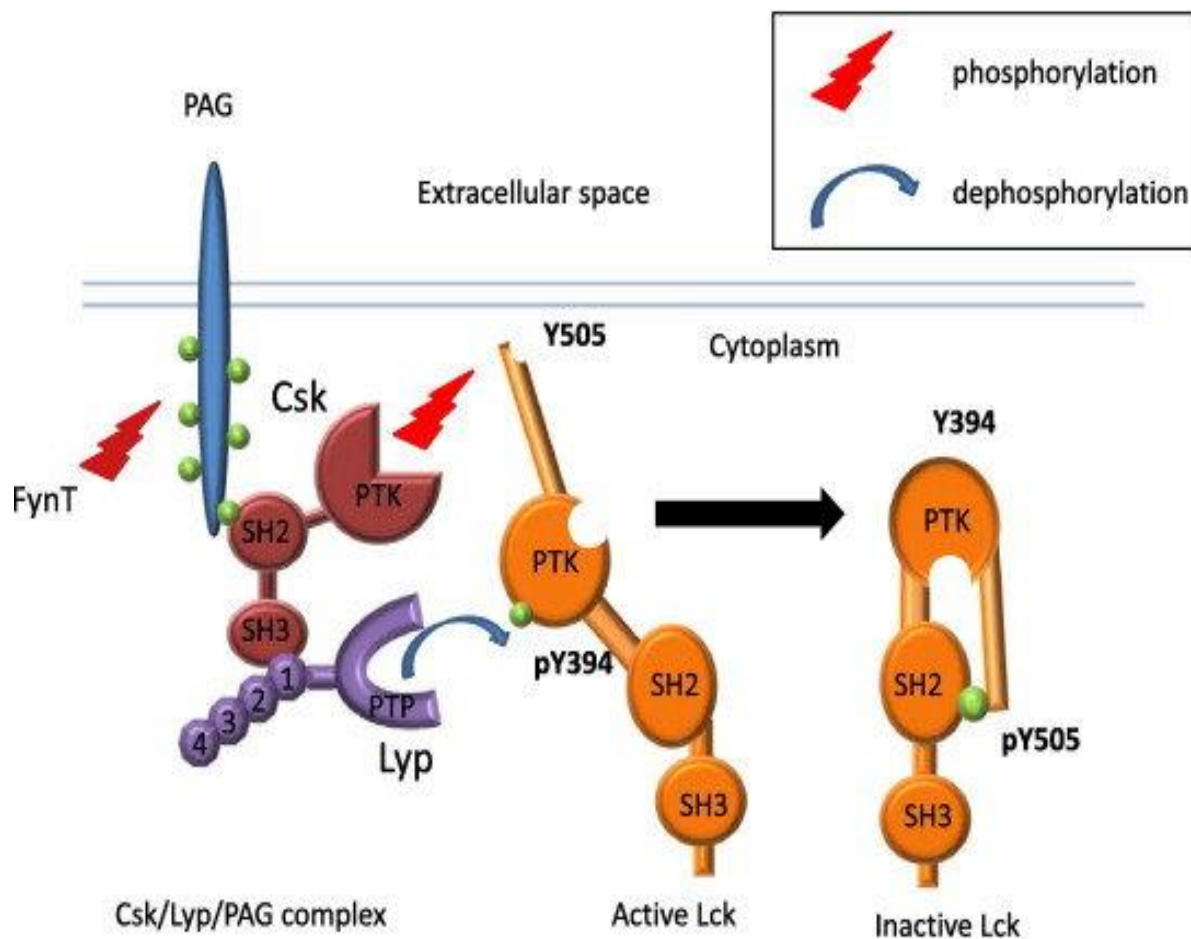 phosphorylation
dephosphorylation
PAG
Extracellular space
Y505
Cytoplasm
Csk
Y394
FynT
PTK
SH2
PTK
PTK
SH3
pY394
1
2
3
4
PTP
SH2
SH2
Lyp
pY505
SH3
SH3
Csk/Lyp/PAG complex
Active Lck
Inactive Lck